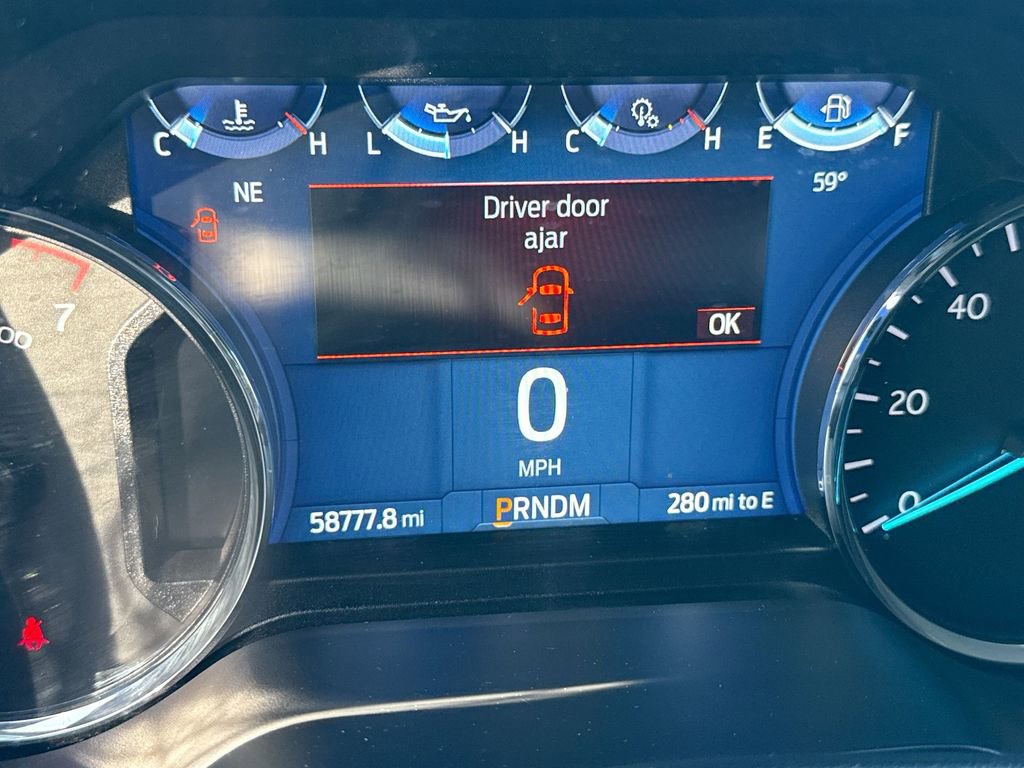 C H L H C H E F
NE
59°
Driver door
ajar
OK
7
40
20
0
0
MPH
58777.8 mi
PRNDM
280 mi to E